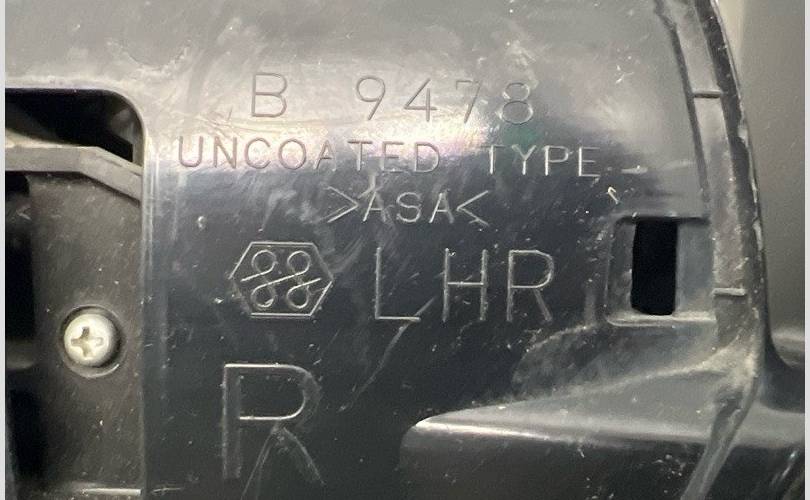 B 9478
UNCOATED TYPE
>ASA<
LHR
R